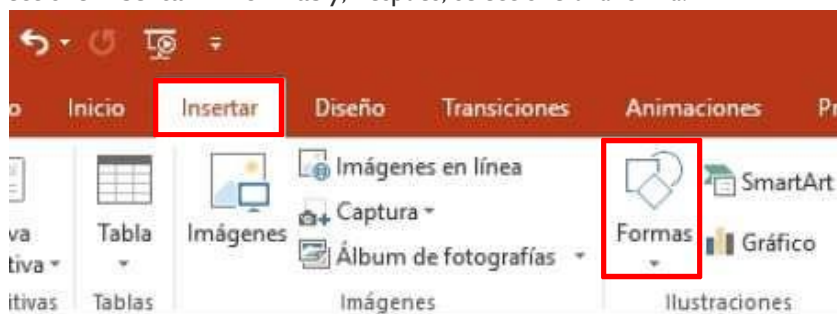 Inicio Insertar Diseño Transiciones Animaciones
Tabla
Imágenes
Imágenes en línea
Captura
Álbum de fotografías
Formas
SmartArt
Gráfico
Tablas Imágenes Ilustraciones